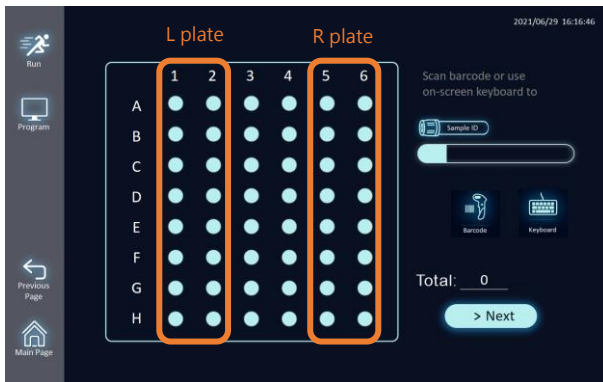 2021/06/29 16:16:46
L plate
R plate
Run
1 2 3 4 5 6
Scan barcode or use
on-screen keyboard to
A
Program
Sample ID
B
C
D
E
Barcode
Keyboard
F
Previous
Page
G
Total: 0
H
> Next
Main Page